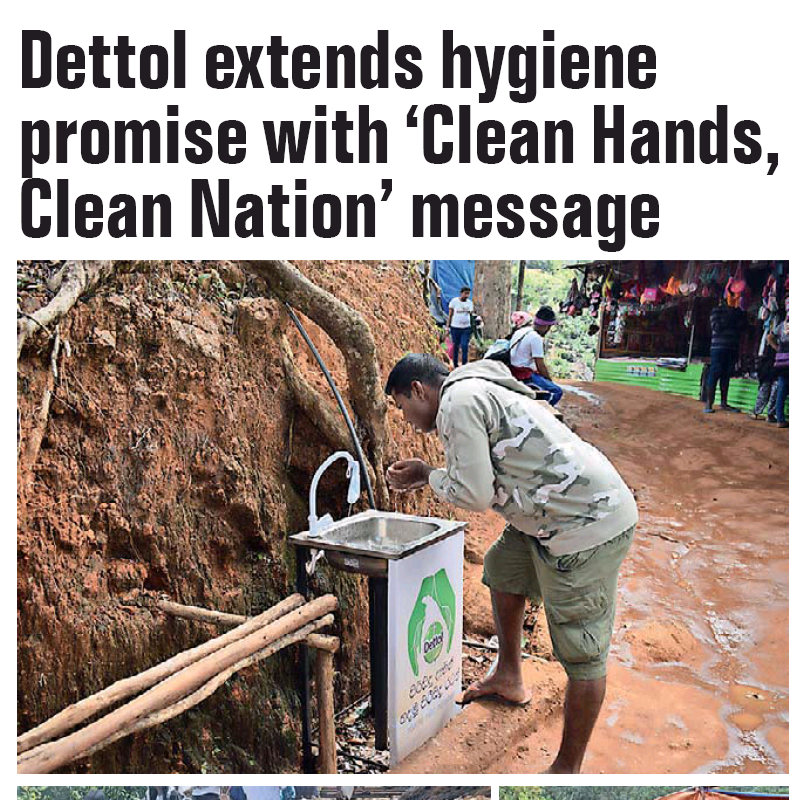 Dettol extends hygiene
promise with ‘Clean Hands,
Clean Nation’ message
Dettol